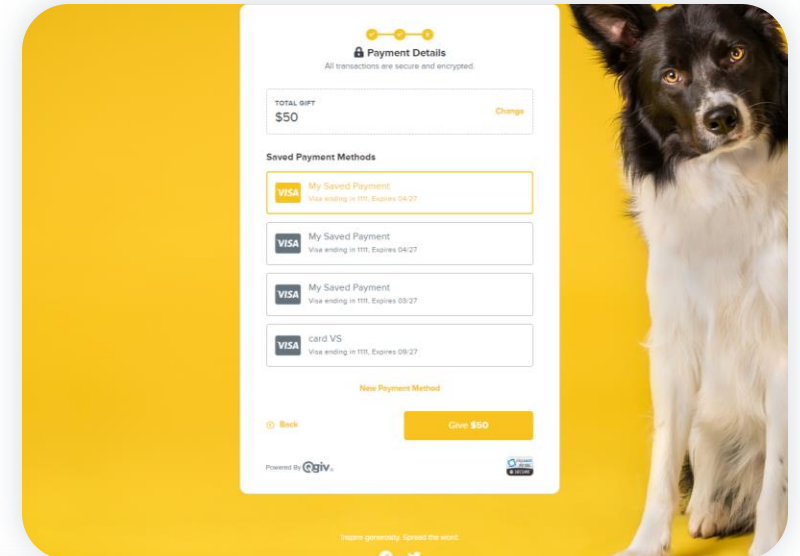 Payment Details
All transactions are secure and encrypted.
TOTAL GIFT
$50
Change
Saved Payment Methods
VISA
My Saved Payment
Visa ending in 1111, Expires 04/27
VISA
My Saved Payment
Visa ending in 1111, Expires 04/27
VISA
My Saved Payment
Visa ending in 1111, Expires 03/27
VISA
card VS
Visa ending in 1111, Expires 09/27
New Payment Method
Back
Give $50
Powered By Qgiv
SECURE
Inspire generosity. Spread the word.